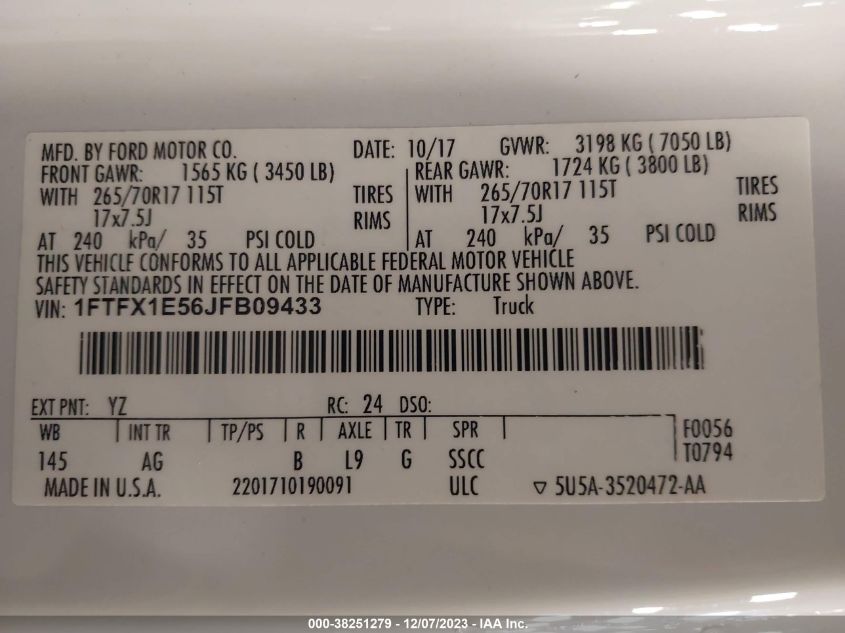 MFD. BY FORD MOTOR CO. DATE: 10/17 GVWR: 3198 KG ( 7050 LB)
FRONT GAWR: 1565 KG ( 3450 LB) REAR GAWR: 1724 KG ( 3800 LB)
WITH 265/70R17 115T TIRES WITH 265/70R17 115T TIRES
17x7.5J RIMS 17x7.5J RIMS
AT 240 kPa/ 35 PSI COLD AT 240 kPa/ 35 PSI COLD
THIS VEHICLE CONFORMS TO ALL APPLICABLE FEDERAL MOTOR VEHICLE
SAFETY STANDARDS IN EFFECT ON THE DATE OF MANUFACTURE SHOWN ABOVE.
VIN: 1FTFX1E56JFB09433 TYPE: Truck
EXT PNT: YZ RC: 24 DSO:
WB INT TR TP/PS R AXLE TR SPR F0056
145 AG B L9 G SSCC T0794
MADE IN U.S.A. 2201710190091 ULC ▽ 5U5A-3520472-AA
000-38251279 - 12/07/2023 - IAA Inc.